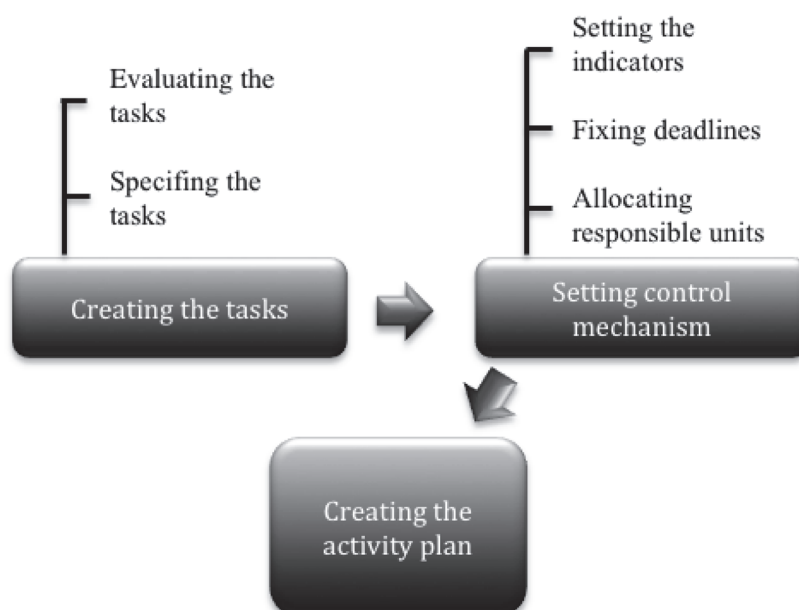 Evaluating the
tasks
Specifing the
tasks
Creating the tasks
Setting the
indicators
Fixing deadlines
Allocating
responsible units
Setting control
mechanism
Creating the
activity plan